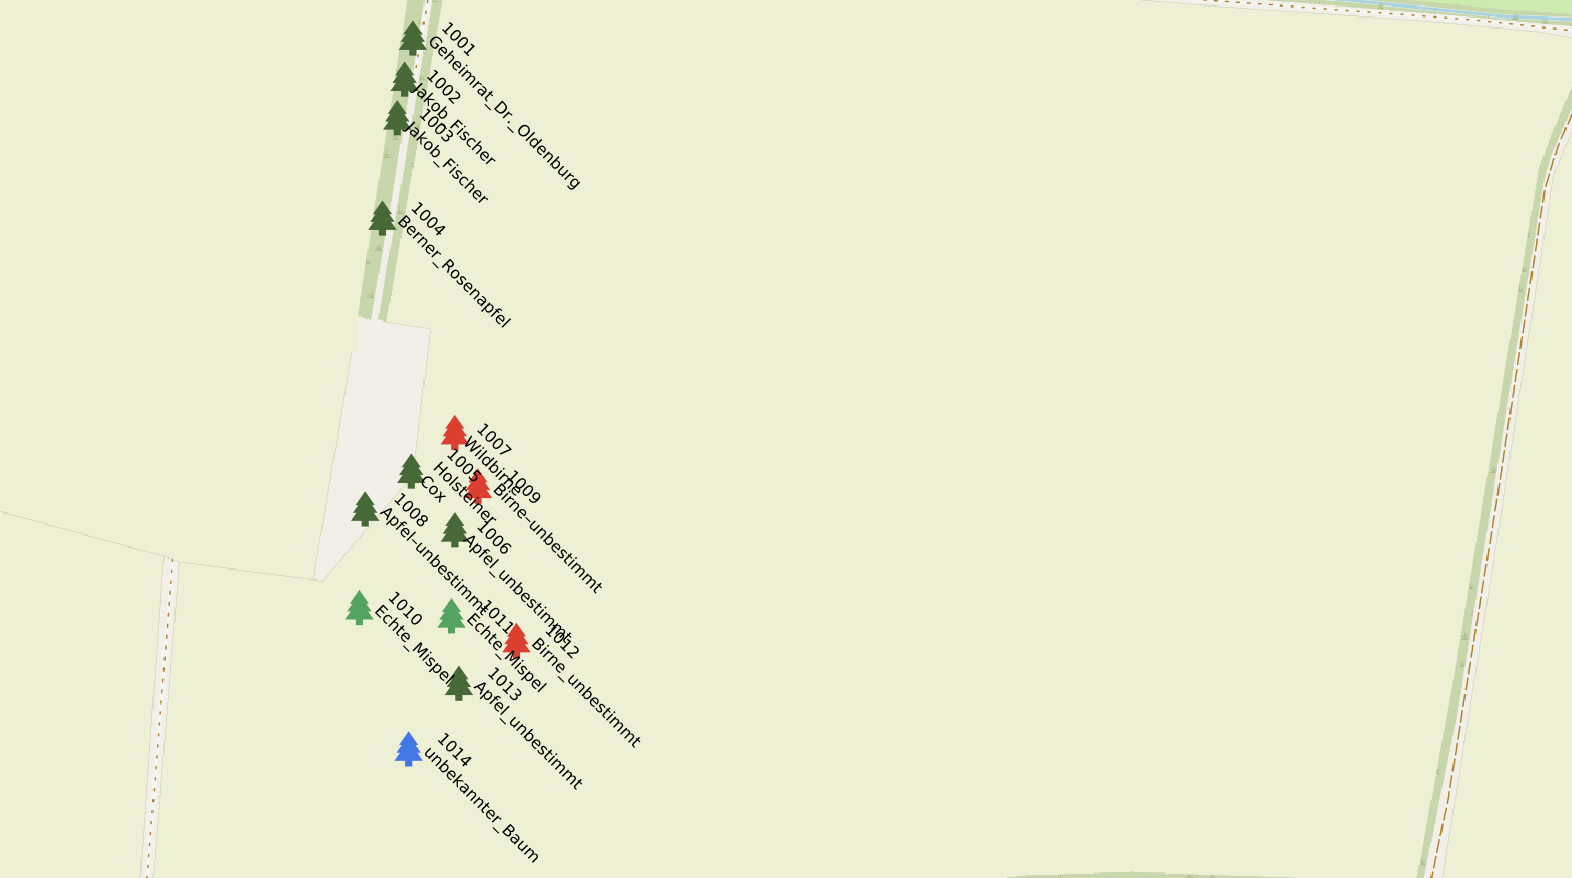 1001
Geheimrat_Dr._Oldenburg
1002
Jakob_Fischer
1003
Jakob_Fischer
1004
Berner_Rosenapfel
1007
Wildbirne
1005
Holsteiner
Cox
1009
Birne-unbestimmt
1008
Apfel-unbestimmt
1006
Apfel_unbestimmt
1010
Echte_Mispel
1011
Echte_Mispel
1012
Birne_unbestimmt
1013
Apfel_unbestimmt
1014
unbekannter_Baum